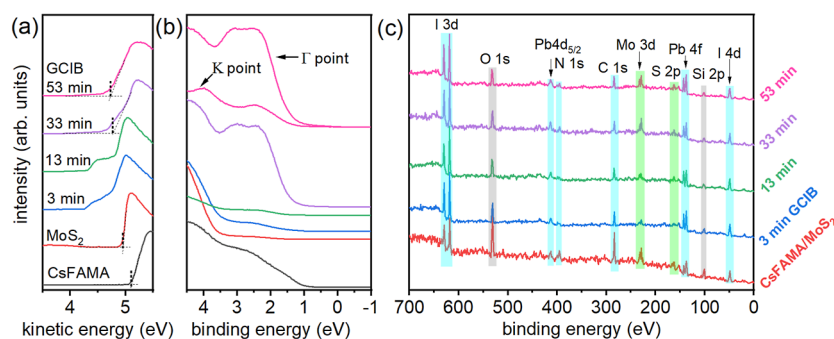 (a)
GCIB
53 min
33 min
13 min
3 min
MoS2
CsFAMA
intensity (arb. units)
4 5
kinetic energy (eV)
(b)
Γ point
K point
4 3 2 1 0 -1
binding energy (eV)
(c)
I 3d
O 1s
Pb4d5/2
N 1s
C 1s
Mo 3d
S 2p
Pb 4f
Si 2p
I 4d
53 min
33 min
13 min
3 min GCIB
CsFAMA/MoS2
700 600 500 400 300 200 100 0
binding energy (eV)